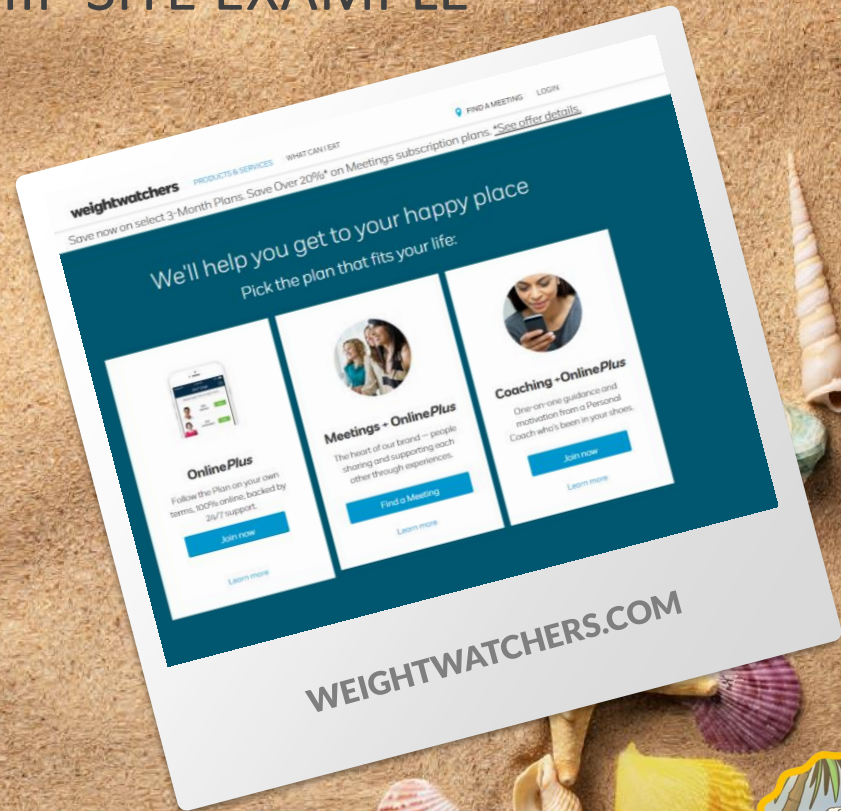 SITE EXAMPLE
FIND A MEETING LOGIN
weightwatchers PRODUCTS & SERVICES WHAT CAN I EAT
Save now on select 3-Month Plans. Save Over 20%* on Meetings subscription plans. *See offer details.
We'll help you get to your happy place
Pick the plan that fits your life:
OnlinePlus
Follow the Plan on your own
terms, 100% online, backed by
24/7 support.
Join now
Learn more
Meetings + OnlinePlus
The heart of our brand — people
sharing and supporting each
other through experiences.
Find a Meeting
Learn more
Coaching +OnlinePlus
One-on-one guidance and
motivation from a Personal
Coach who's been in your shoes.
Join now
Learn more
WEIGHTWATCHERS.COM